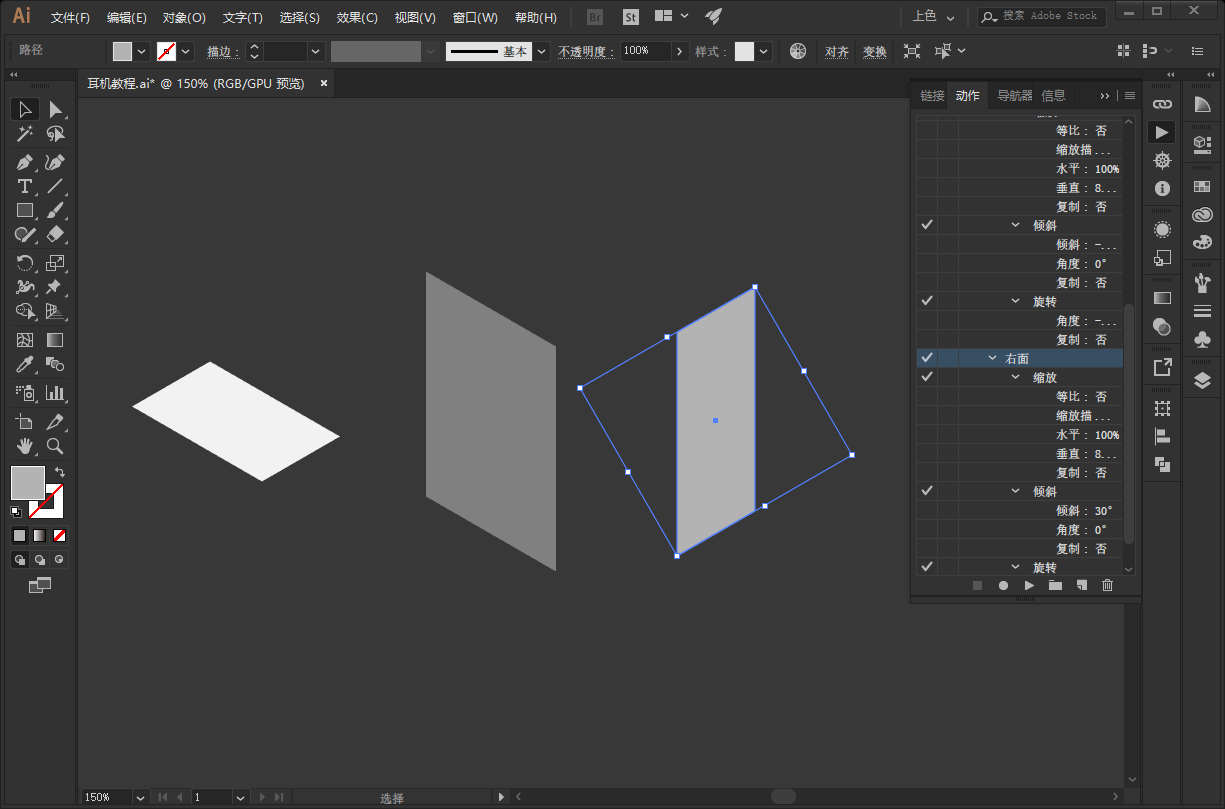 Ai 文件(F) 编辑(E) 对象(O) 文字(T) 选择(S) 效果(C) 视图(V) 窗口(W) 帮助(H) Br St 上色 搜索 Adobe Stock
路径 描边： 基本 不透明度： 100% 样式： 对齐 变换
耳机教程.ai* @ 150% (RGB/GPU 预览) ×
链接 动作 导航器 信息
等比： 否
缩放描...
水平： 100%
垂直： 8...
复制： 否
倾斜
倾斜： -...
角度： 0°
复制： 否
旋转
角度： -...
复制： 否
右面
缩放
等比： 否
缩放描...
水平： 100%
垂直： 8...
复制： 否
倾斜
倾斜： 30°
角度： 0°
复制： 否
旋转
150% 1 选择